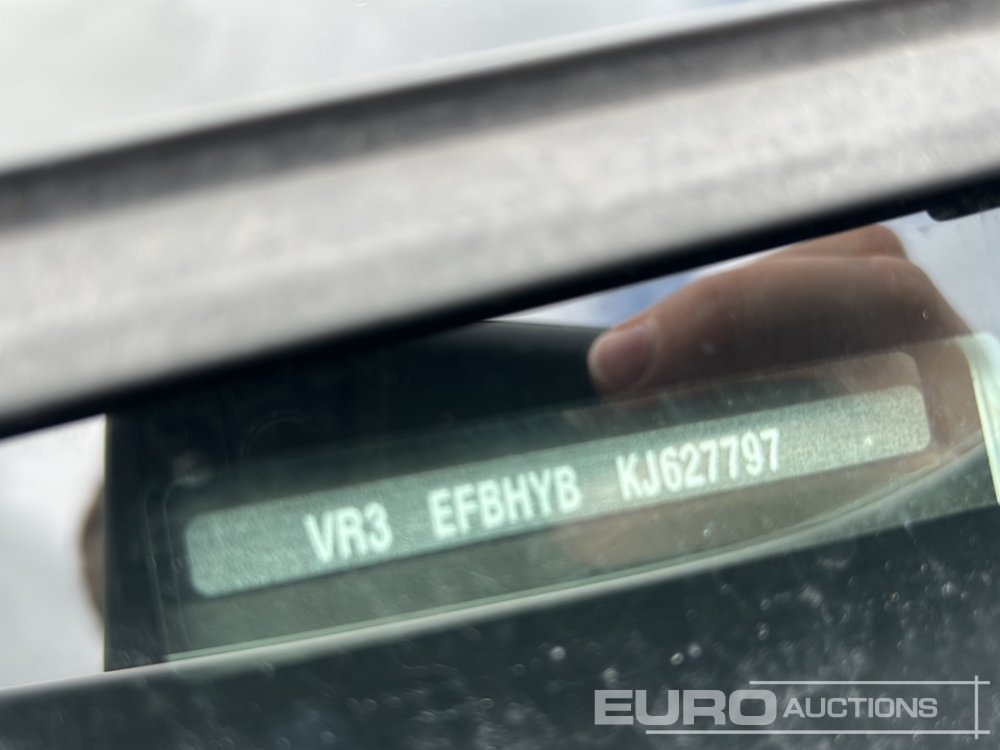 VR3 EFBHYB KJ627797
EURO AUCTIONS